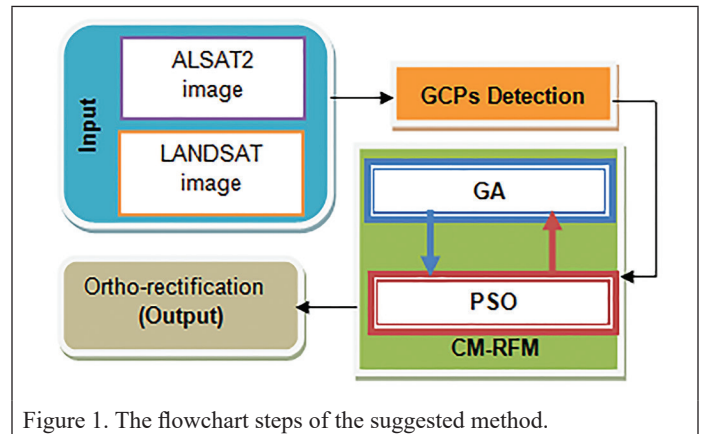 Input
ALSAT2
image
LANDSAT
image
GCPs Detection
GA
PSO
CM-RFM
Ortho-rectification
(Output)
Figure 1. The flowchart steps of the suggested method.